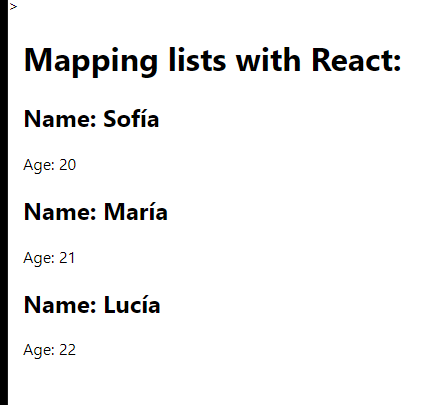 >
Mapping lists with React:
Name: Sofía
Age: 20
Name: María
Age: 21
Name: Lucía
Age: 22